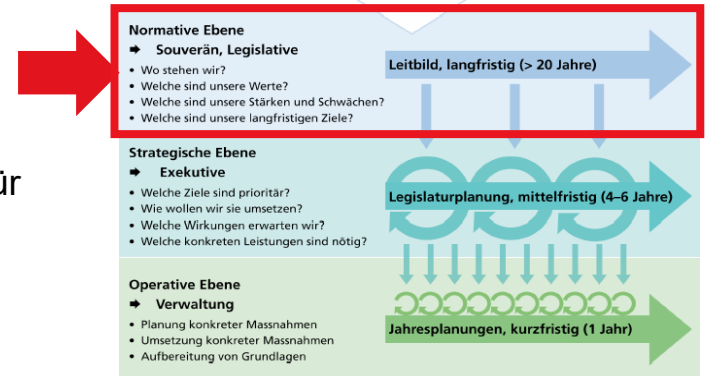 Normative Ebene
➡ Souverän, Legislative
• Wo stehen wir?
• Welche sind unsere Werte?
• Welche sind unsere Stärken und Schwächen?
• Welche sind unsere langfristigen Ziele?
Leitbild, langfristig (> 20 Jahre)
ür
Strategische Ebene
➡ Exekutive
• Welche Ziele sind prioritär?
• Wie wollen wir sie umsetzen?
• Welche Wirkungen erwarten wir?
• Welche konkreten Leistungen sind nötig?
Legislaturplanung, mittelfristig (4–6 Jahre)
Operative Ebene
➡ Verwaltung
• Planung konkreter Massnahmen
• Umsetzung konkreter Massnahmen
• Aufbereitung von Grundlagen
Jahresplanungen, kurzfristig (1 Jahr)